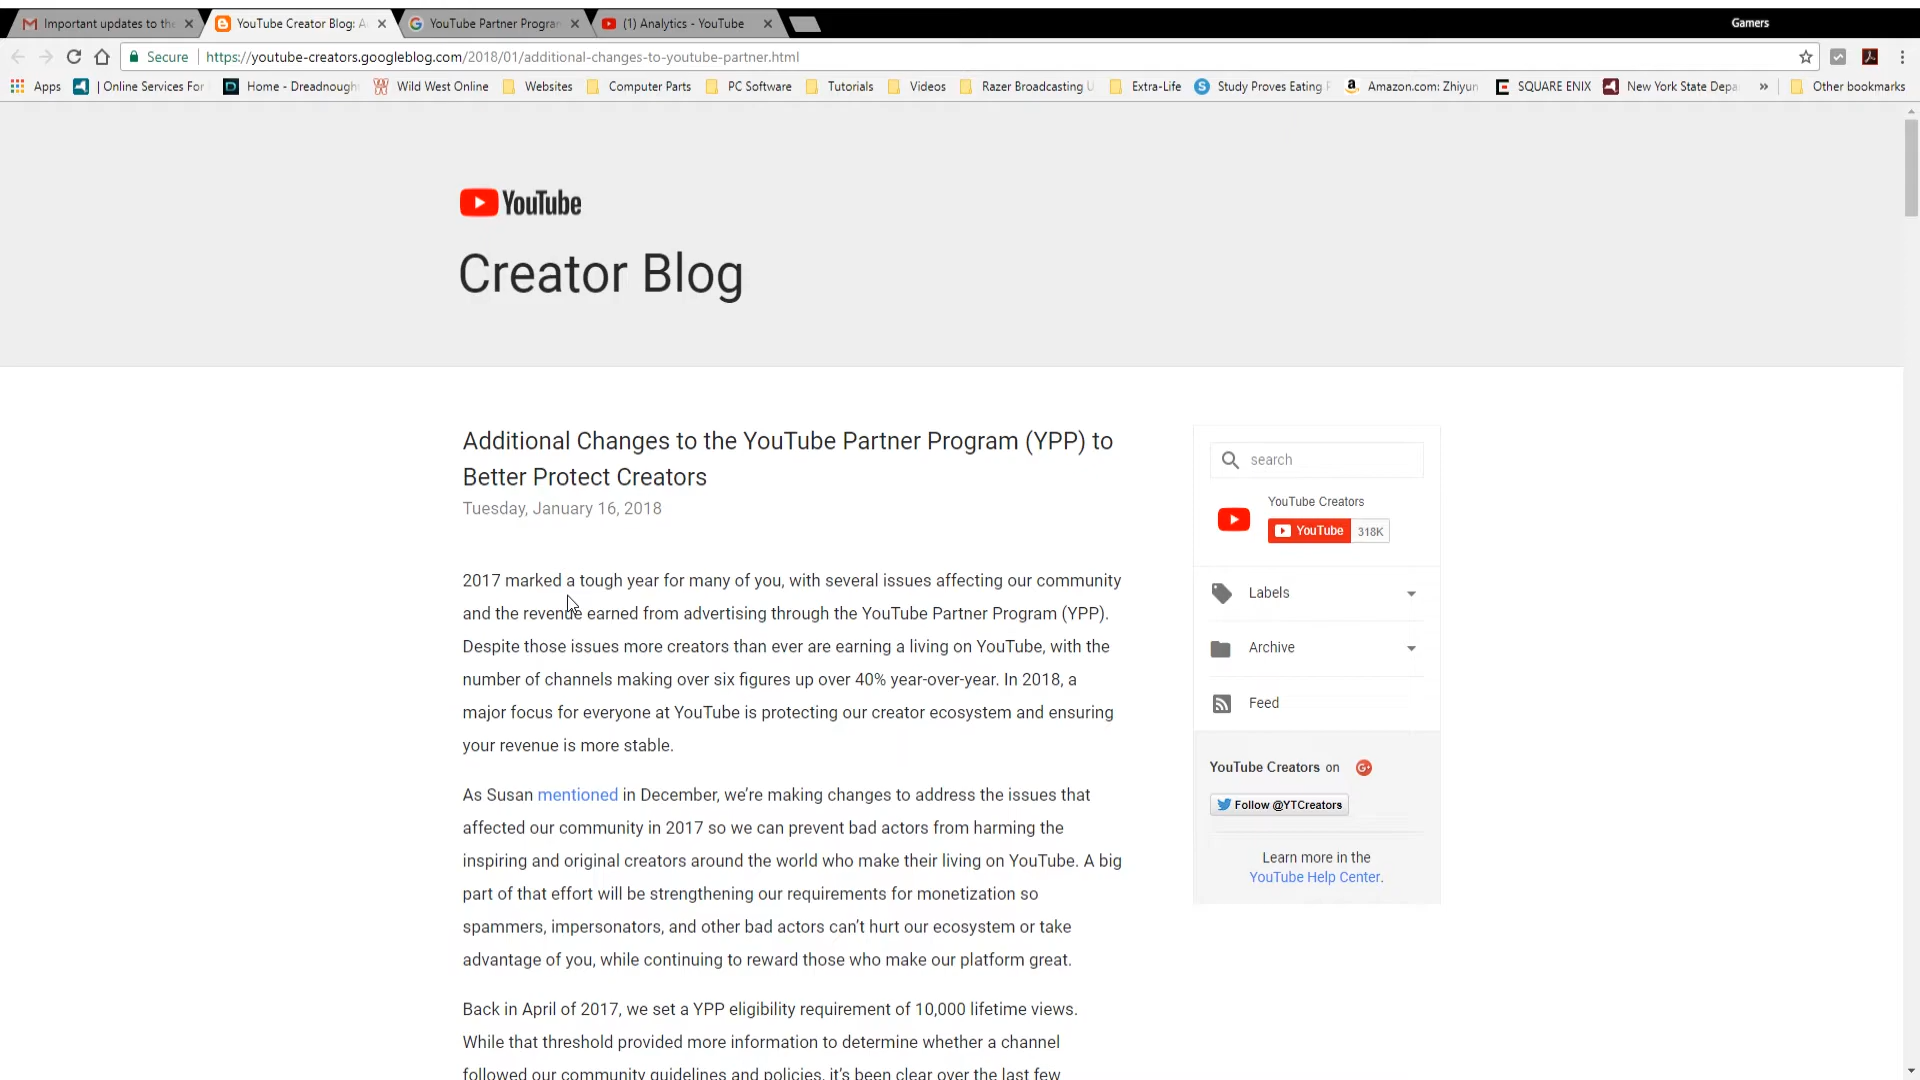 Important updates to the
YouTube Creator Blog: A
YouTube Partner Program
(1) Analytics - YouTube
Gamers
Secure
https://youtube-creators.googleblog.com/2018/01/additional-changes-to-youtube-partner.html
Apps
| Online Services For
Home - Dreadnough
Wild West Online
Websites
Computer Parts
PC Software
Tutorials
Videos
Razer Broadcasting U
Extra-Life
Study Proves Eating F
Amazon.com: Zhiyun
SQUARE ENIX
New York State Depa
»
Other bookmarks
YouTube
Creator Blog
Additional Changes to the YouTube Partner Program (YPP) to
Better Protect Creators
Tuesday, January 16, 2018
2017 marked a tough year for many of you, with several issues affecting our community
and the revenue earned from advertising through the YouTube Partner Program (YPP).
Despite those issues more creators than ever are earning a living on YouTube, with the
number of channels making over six figures up over 40% year-over-year. In 2018, a
major focus for everyone at YouTube is protecting our creator ecosystem and ensuring
your revenue is more stable.
As Susan mentioned in December, we’re making changes to address the issues that
affected our community in 2017 so we can prevent bad actors from harming the
inspiring and original creators around the world who make their living on YouTube. A big
part of that effort will be strengthening our requirements for monetization so
spammers, impersonators, and other bad actors can’t hurt our ecosystem or take
advantage of you, while continuing to reward those who make our platform great.
Back in April of 2017, we set a YPP eligibility requirement of 10,000 lifetime views.
While that threshold provided more information to determine whether a channel
followed our community guidelines and policies, it’s been clear over the last few
search
YouTube Creators
YouTube
318K
Labels
Archive
Feed
YouTube Creators on
Follow @YTCreators
Learn more in the
YouTube Help Center.